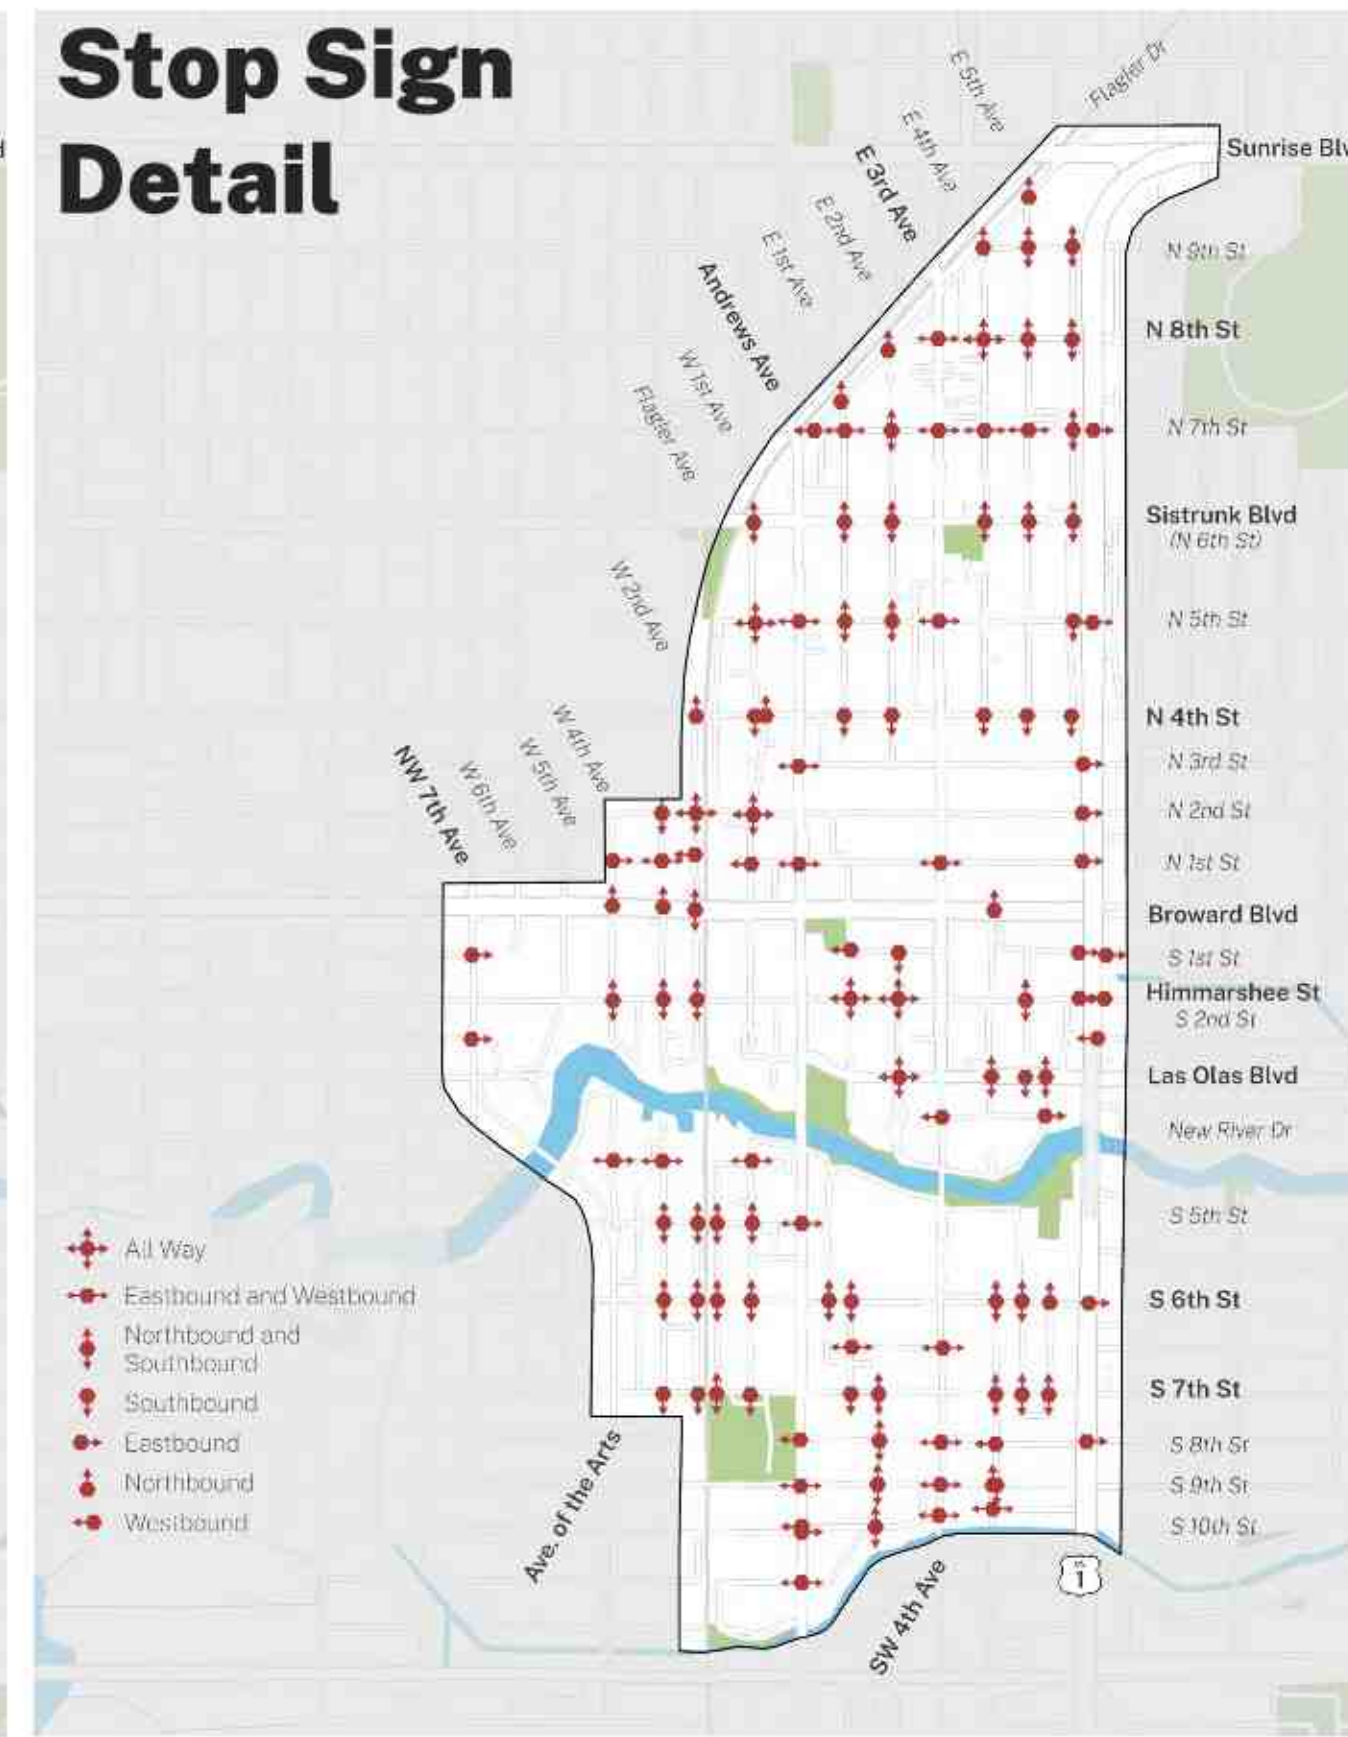 Stop Sign
Detail
E 5th Ave
Flagler Dr
E 4th Ave
E 3rd Ave
E 2nd Ave
E 1st Ave
Andrews Ave
W 1st Ave
Flagler Ave
W 2nd Ave
W 4th Ave
W 5th Ave
W 6th Ave
NW 7th Ave
Sunrise Blv
N 9th St
N 8th St
N 7th St
Sistrunk Blvd
(N 6th St)
N 5th St
N 4th St
N 3rd St
N 2nd St
N 1st St
Broward Blvd
S 1st St
Himmarshee St
S 2nd St
Las Olas Blvd
New River Dr
S 5th St
S 6th St
S 7th St
S 8th St
S 9th St
S 10th St
All Way
Eastbound and Westbound
Northbound and
Southbound
Southbound
Eastbound
Northbound
Westbound
Ave. of the Arts
SW 4th Ave
1